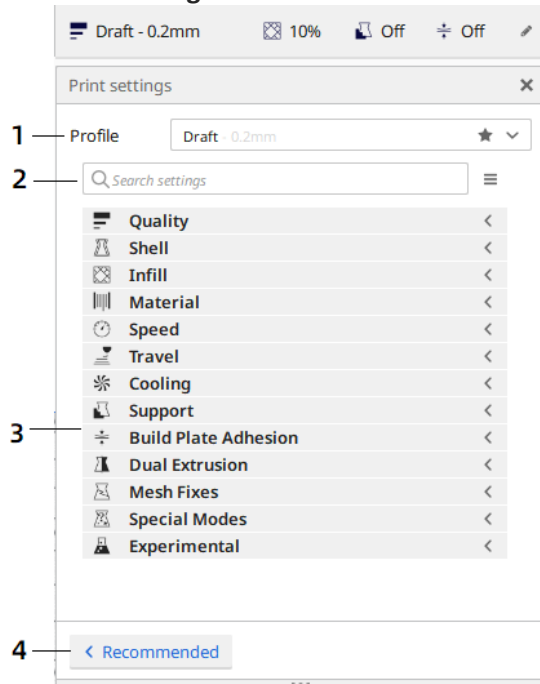 Draft - 0.2mm 10% Off Off
Print settings
1 Profile Draft - 0.2mm
2 Search settings
Quality
Shell
Infill
Material
Speed
Travel
Cooling
Support
3 Build Plate Adhesion
Dual Extrusion
Mesh Fixes
Special Modes
Experimental
4 Recommended